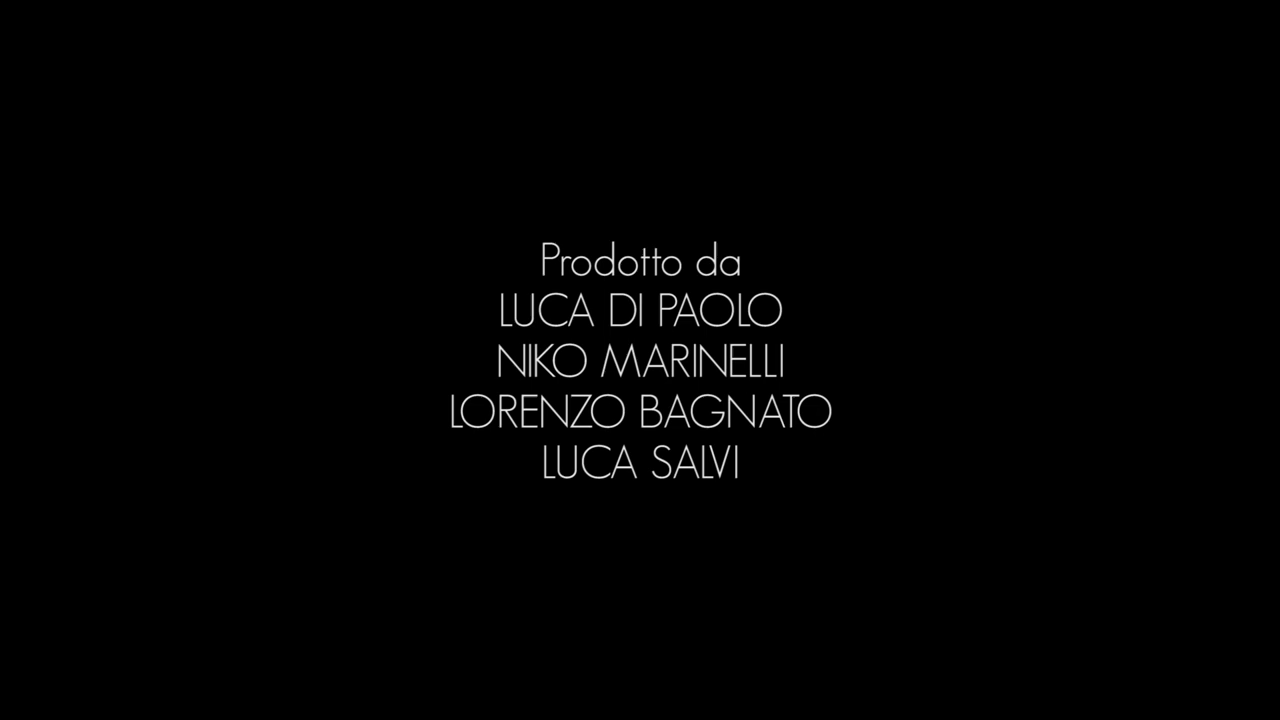 Prodotto da
LUCA DI PAOLO
NIKO MARINELLI
LORENZO BAGNATO
LUCA SALVI